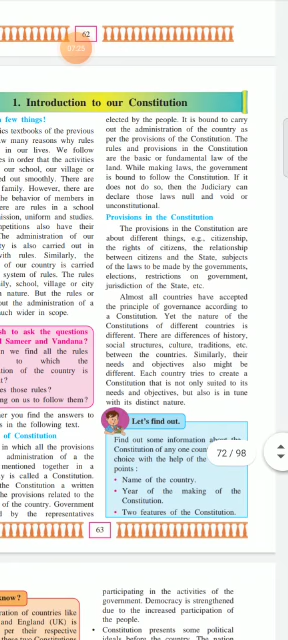 62
07:25
1. Introduction to our Constitution
few things?
ics textbooks of the previous
w many reasons why rules
in our lives. We follow
es in order that the activities
our school, our village or
ed out smoothly. There are
family. However, there are
the behavior of members in
ere are rules in a school
ission, uniform and studies.
mpetitions also have their
The administration of our
is also carried out in
with rules. Similarly, the
of our country is carried
system of rules. The rules
ily, school, village or city
n nature. But the rules or
out the administration of a
much wider in scope.
sh to ask the questions
Sameer and Vandana?
n we find all the rules
to which the
tion of the country is
t?
es those rules?
ng on us to follow them?
her you find the answers to
s in the following text.
of Constitution
in which all the provisions
administration of a the
mentioned together in a
y is called a Constitution.
the Constitution a written
the provisions related to the
of the country. Government
by the representatives
elected by the people. It is bound to carry
out the administration of the country as
per the provisions of the Constitution. The
rules and provisions in the Constitution
are the basic or fundamental law of the
land. While making laws, the government
is bound to follow the Constitution. If it
does not do so, then the Judiciary can
declare those laws null and void or
unconstitutional.
Provisions in the Constitution
The provisions in the Constitution are
about different things, e.g., citizenship,
the rights of citizens, the relationship
between citizens and the State, subjects
of the laws to be made by the governments,
elections, restrictions on government,
jurisdiction of the State, etc.
Almost all countries have accepted
the principle of governance according to
a Constitution. Yet the nature of the
Constitutions of different countries is
different. There are differences of history,
social structures, culture, traditions, etc.
between the countries. Similarly, their
needs and objectives also might be
different. Each country tries to create a
Constitution that is not only suited to its
needs and objectives, but also is in tune
with its distinct nature.
Let's find out.
Find out some information about the
Constitution of any one count
choice with the help of the
points :
• Name of the country.
• Year of the making of the
Constitution.
• Two features of the Constitution.
72 / 98
63
know?
ration of countries like
and England (UK) is
per their respective
participating in the activities of the
government. Democracy is strengthened
due to the increased participation of
the people.
• Constitution presents some political